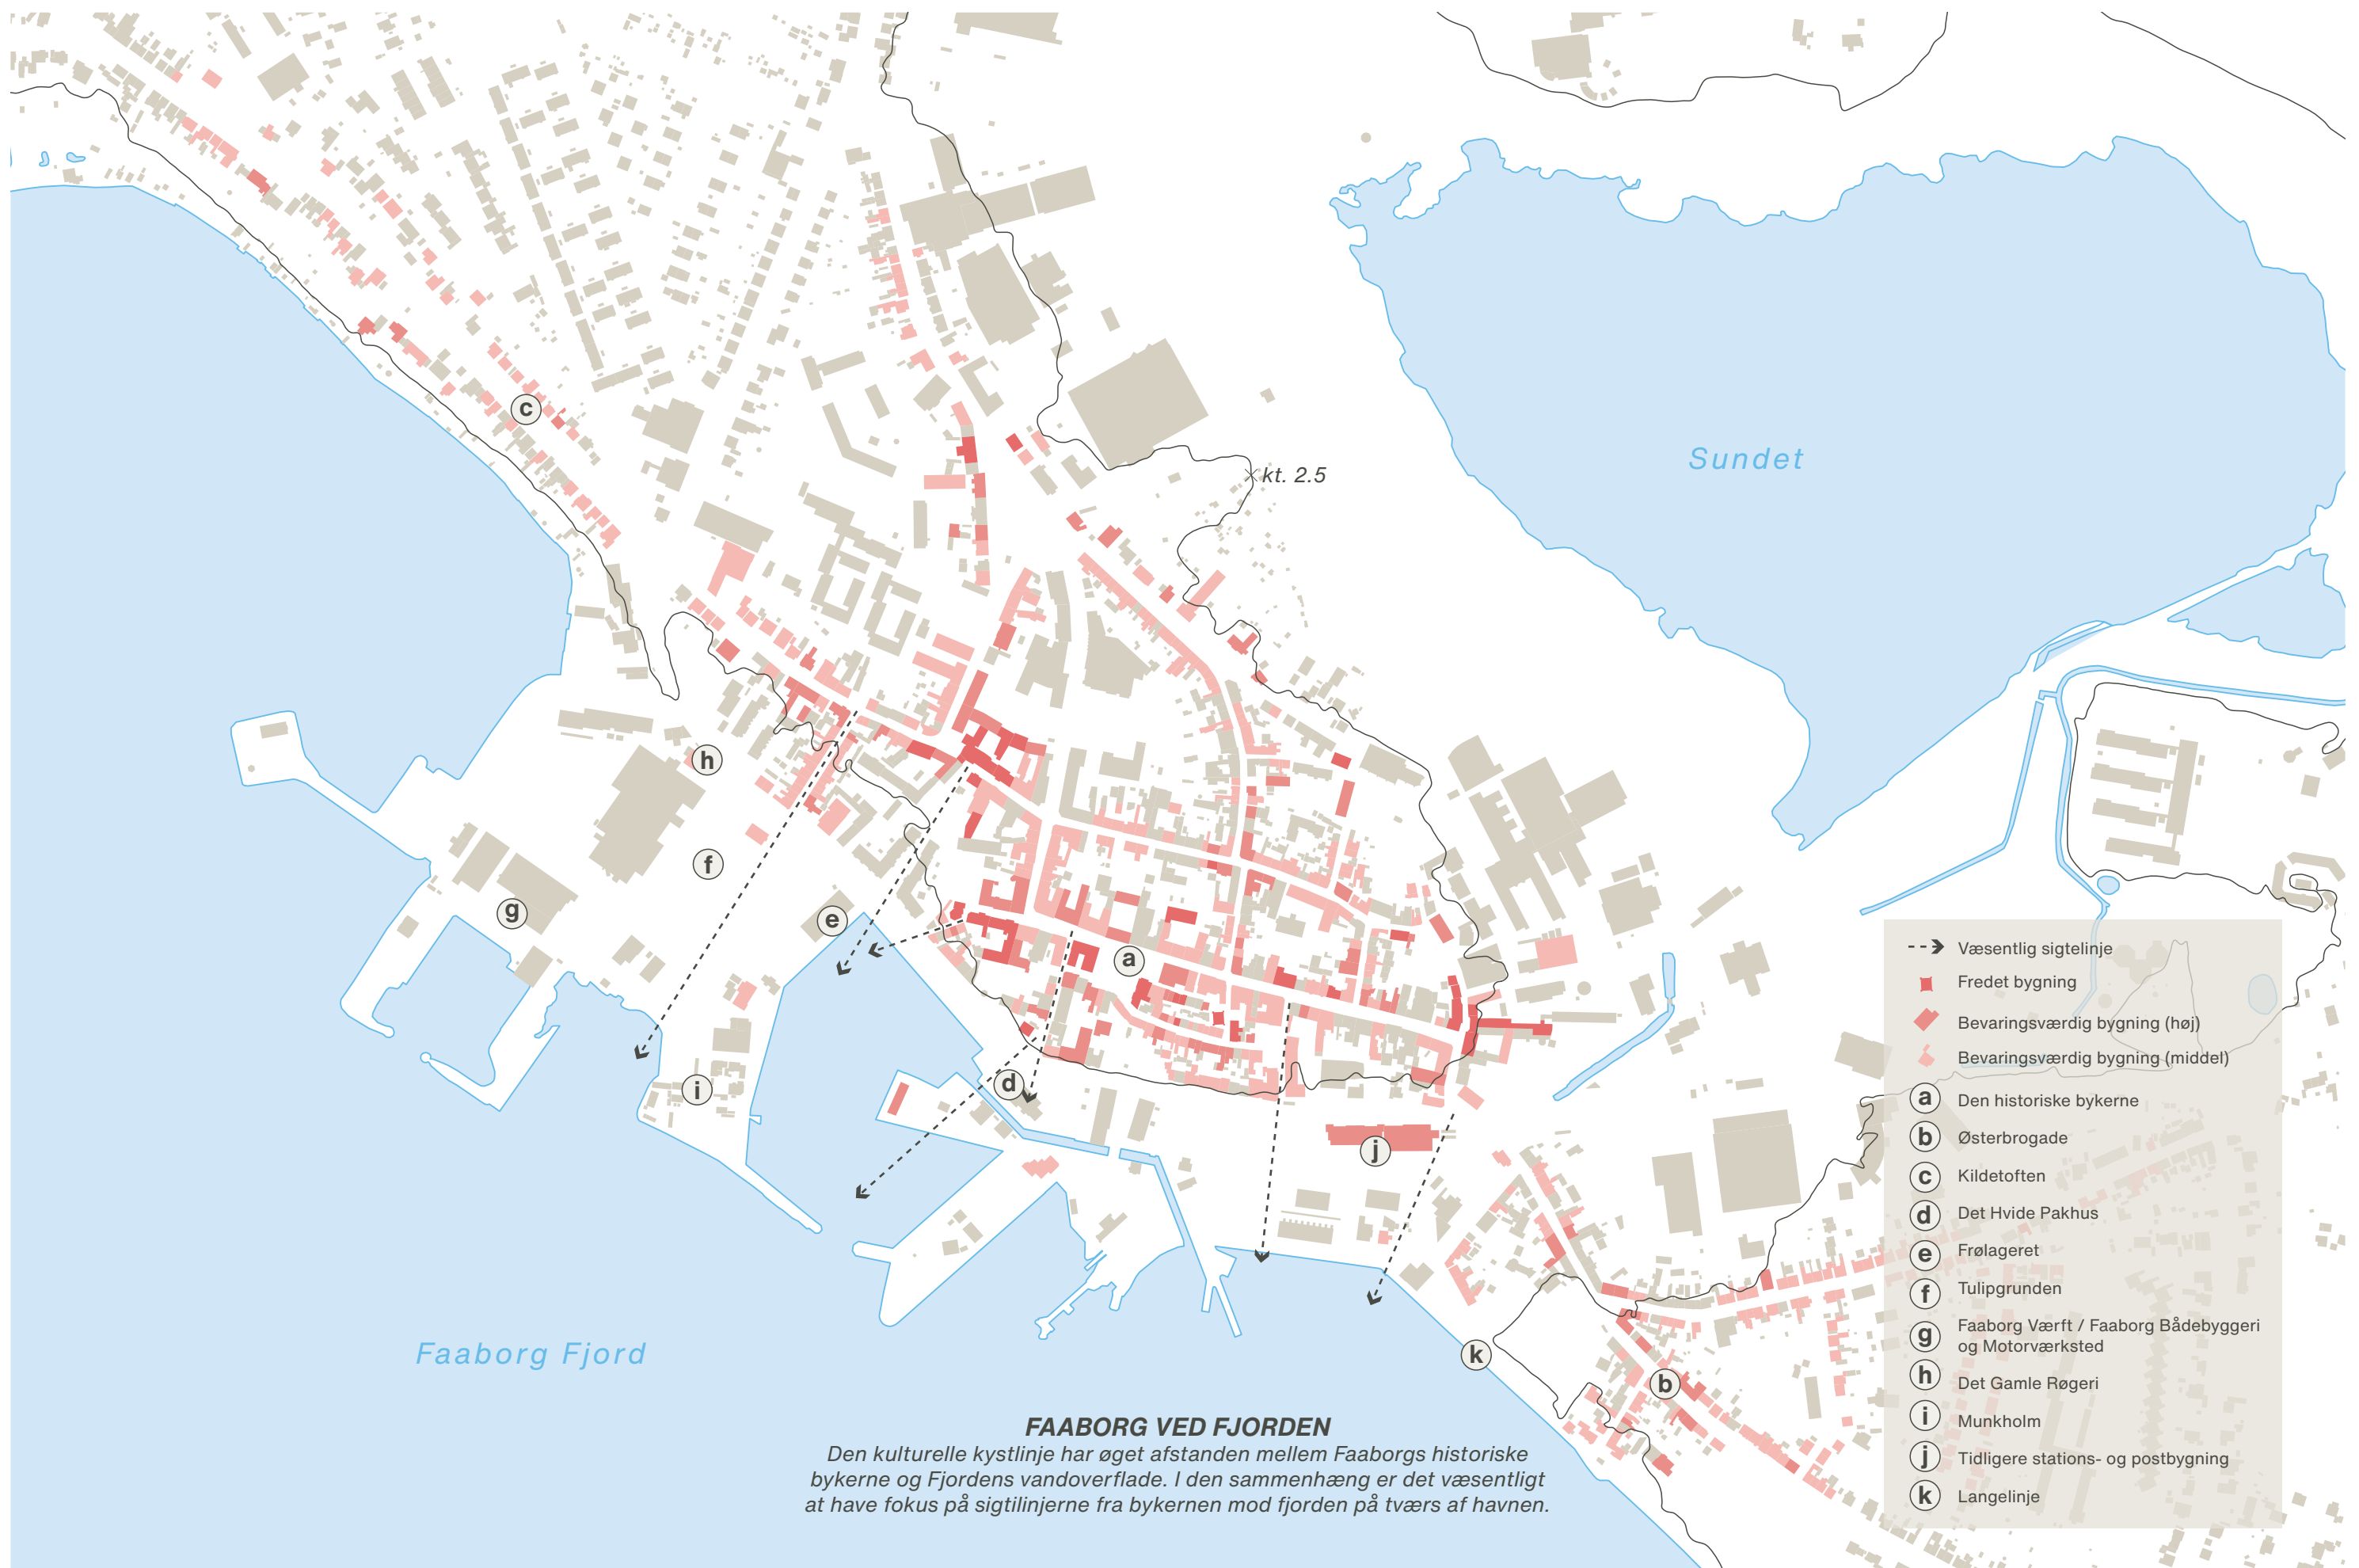 c
Sundet
kt. 2.5
h
f
g
e
a
i
d
j
k
b
Faaborg Fjord
FAABORG VED FJORDEN
Den kulturelle kystlinje har øget afstanden mellem Faaborgs historiske
bykerne og Fjordens vandoverflade. I den sammenhæng er det væsentligt
at have fokus på sigtilinjerne fra bykernen mod fjorden på tværs af havnen.
Væsentlig sigtelinje
Fredet bygning
Bevaringsværdig bygning (høj)
Bevaringsværdig bygning (middel)
a Den historiske bykerne
b Østerbrogade
c Kildetoften
d Det Hvide Pakhus
e Frølageret
f Tulipgrunden
g Faaborg Værft / Faaborg Bådebyggeri
og Motorværksted
h Det Gamle Røgeri
i Munkholm
j Tidligere stations- og postbygning
k Langelinje